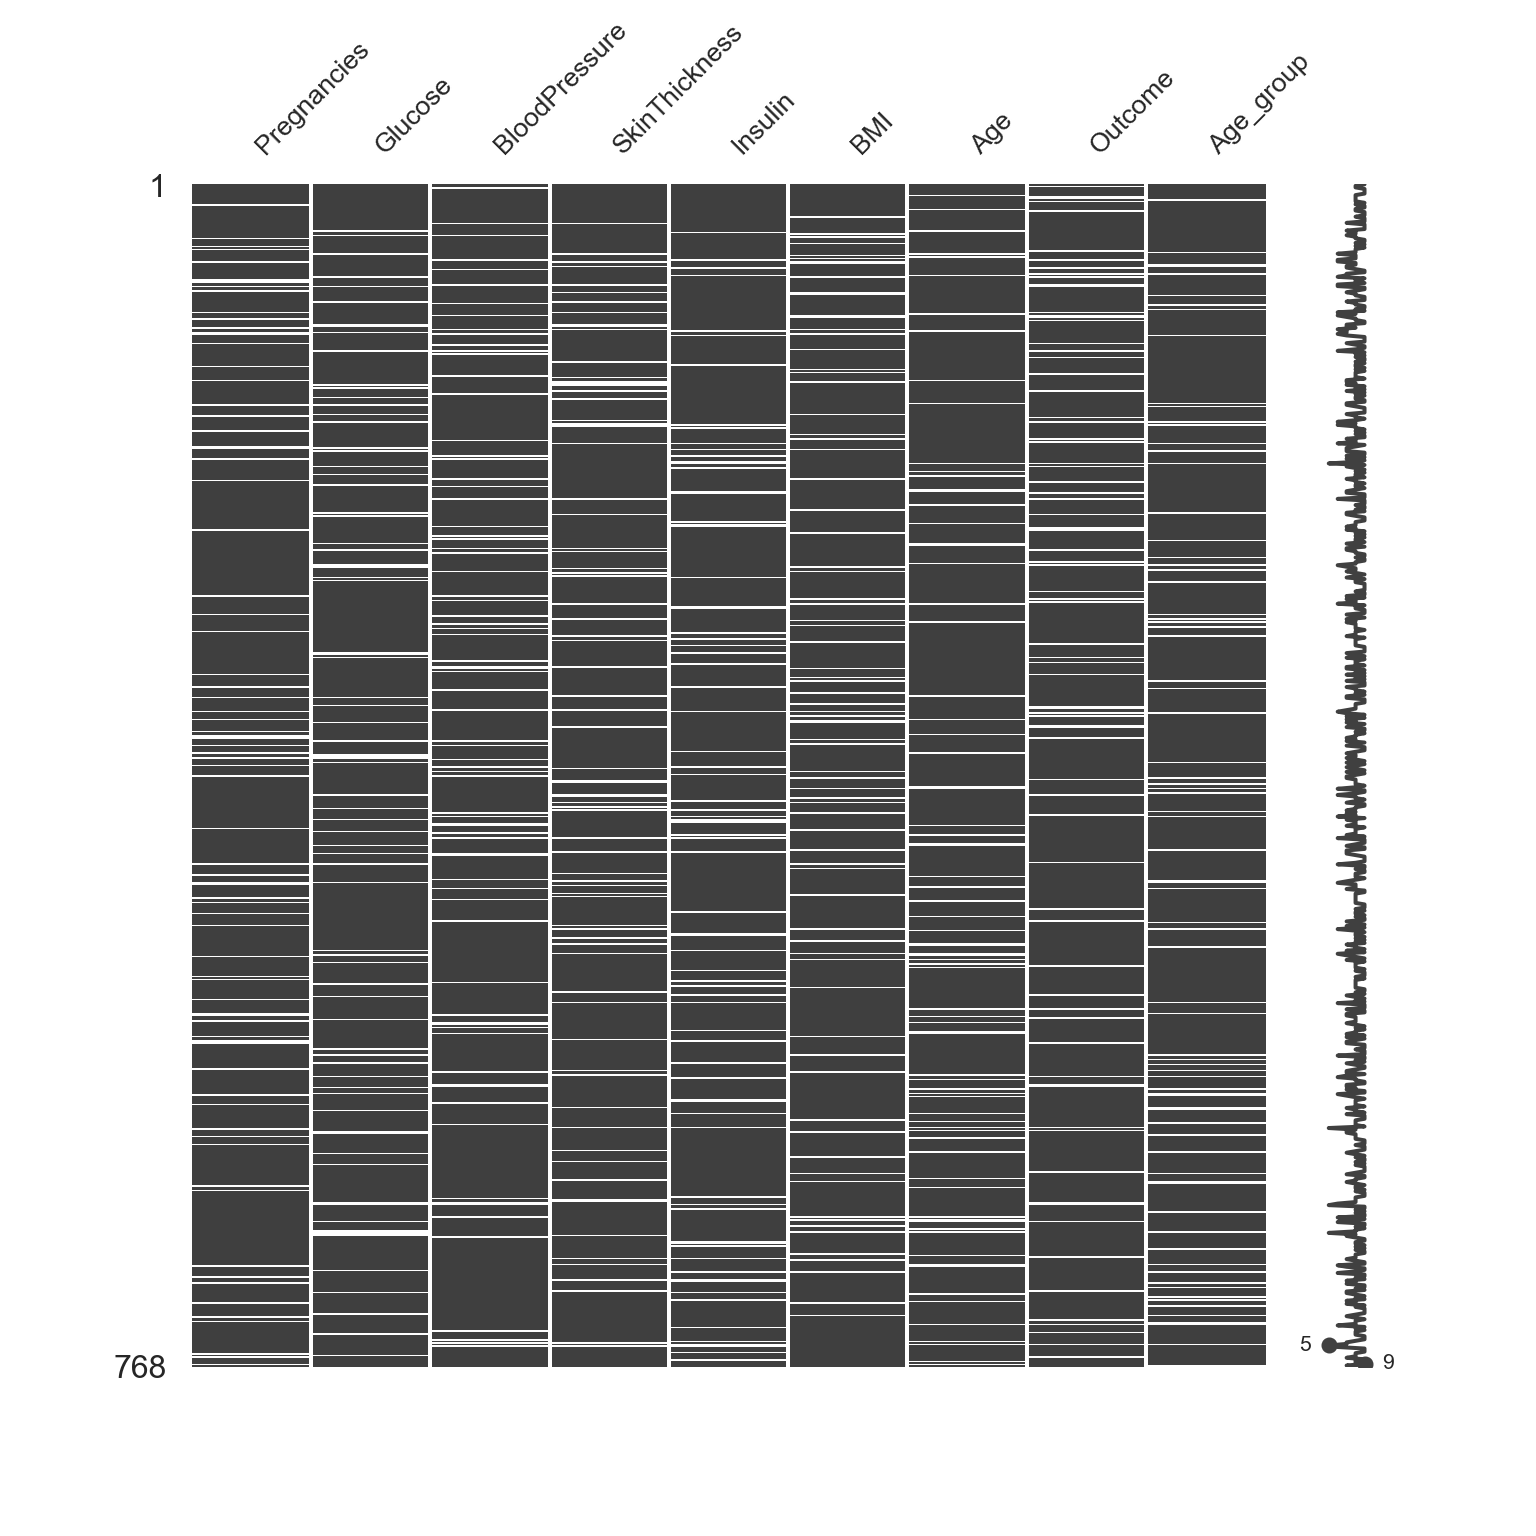 Pregnancies
Glucose
BloodPressure
SkinThickness
Insulin
BMI
Age
Outcome
Age_group
1
768
5
9